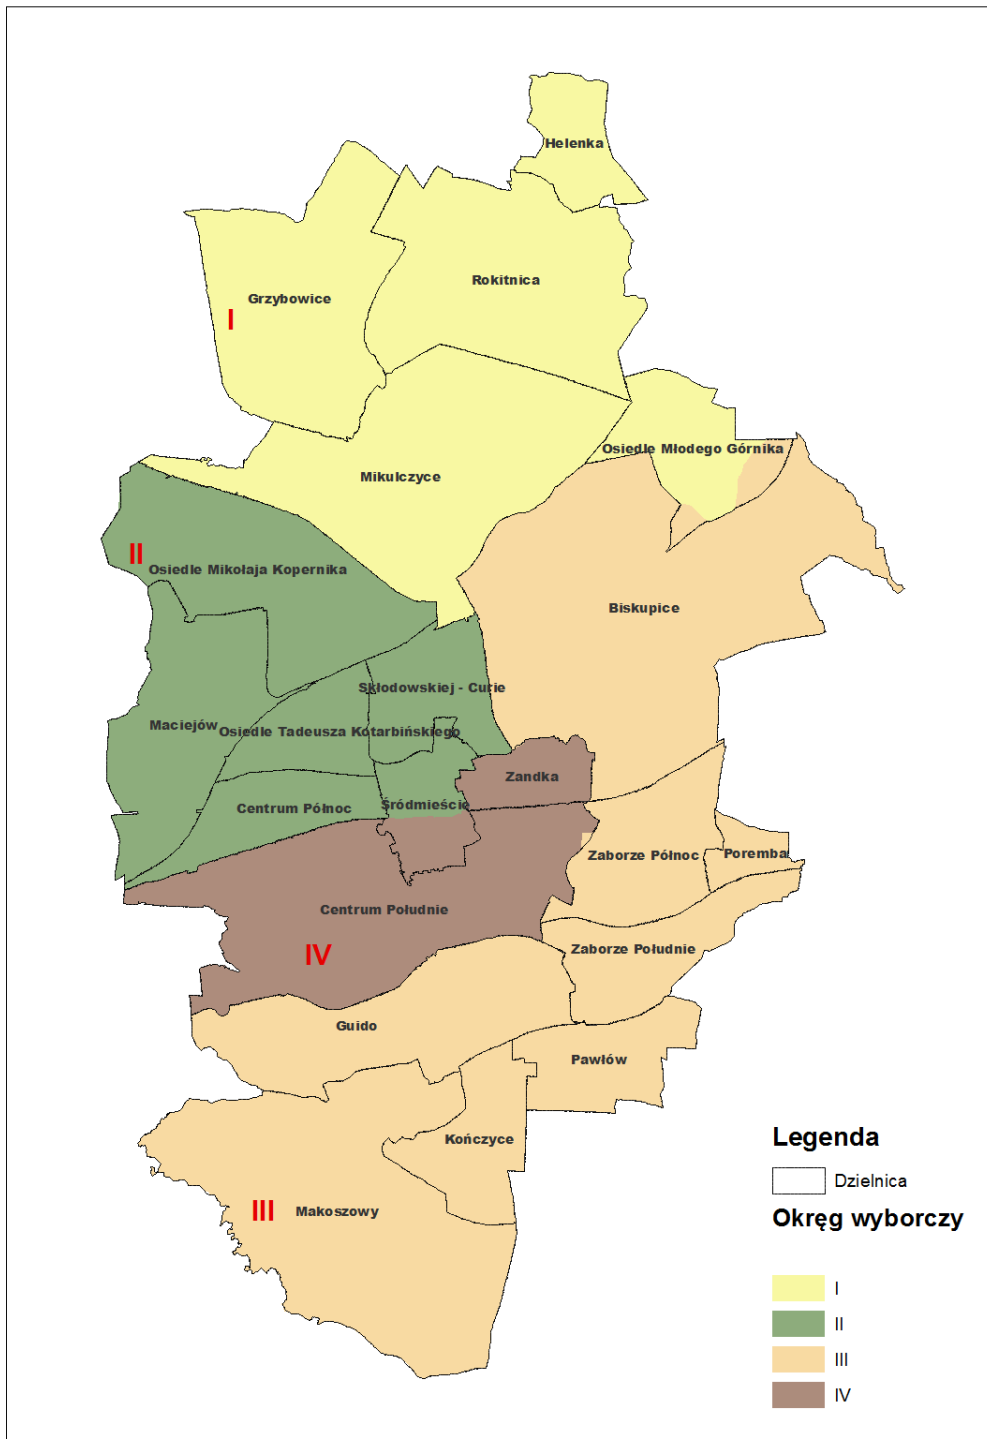 Helenka
Rokitnica
Grzybowice
I
Osiedle Młodego Górnika
Mikulczyce
II
Osiedle Mikołaja Kopernika
Biskupice
Skłodowskiej - Curie
Maciejów
Osiedle Tadeusza Kotarbińskiego
Zandka
Centrum Północ
Śródmieście
Zaborze Północ
Poremba
Centrum Południe
IV
Zaborze Południe
Guido
Pawłów
Kończyce
III
Makoszowy
Legenda
Dzielnica
Okręg wyborczy
I
II
III
IV